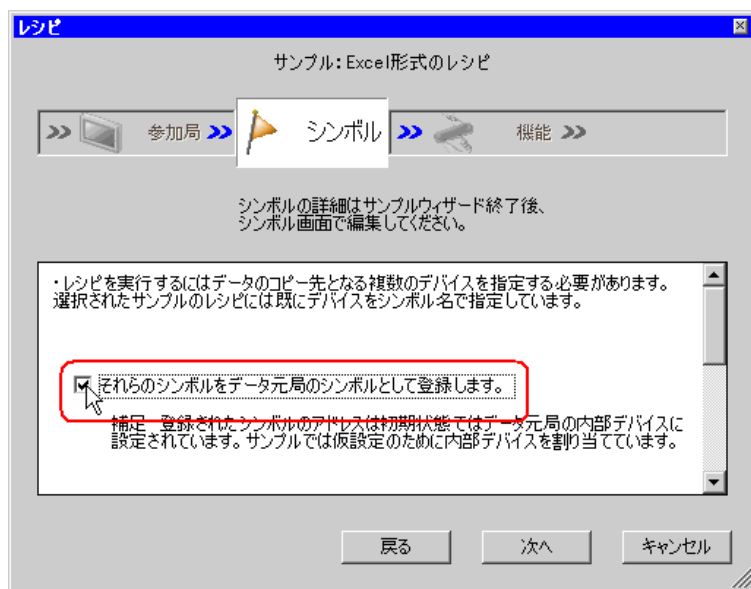 レシピ
サンプル：Excel形式のレシピ
参加局
シンボル
機能
シンボルの詳細はサンプルウィザード終了後、
シンボル画面で編集してください。
・レシピを実行するにはデータのコピー先となる複数のデバイスを指定する必要があります。
選択されたサンプルのレシピには既にデバイスをシンボル名で指定しています。
それらのシンボルをデータ元局のシンボルとして登録します。
補足 登録されたシンボルのアドレスは初期状態ではデータ元局の内部デバイスに
設定されています。サンプルでは仮設定のために内部デバイスを割り当てています。
戻る
次へ
キャンセル